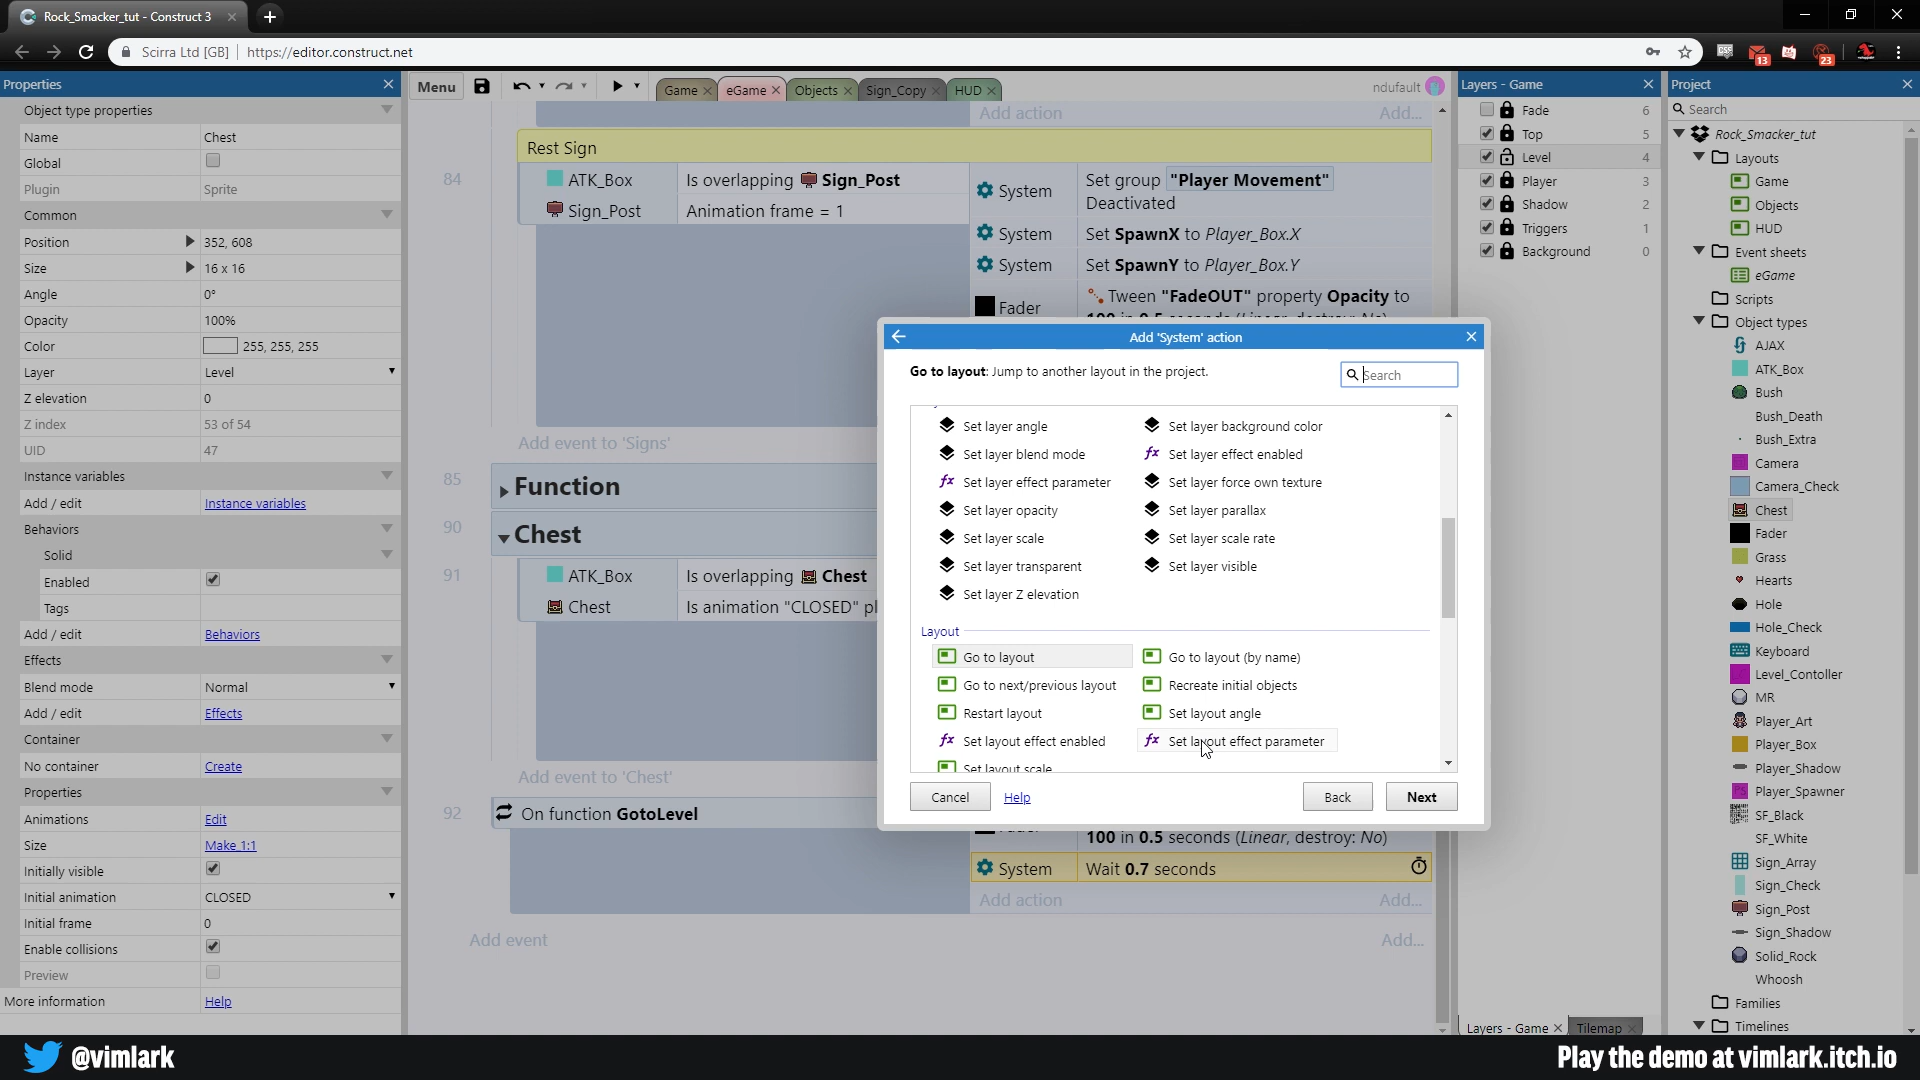 Rock_Smacker_tut - Construct 3
Scirra Ltd [GB] | https://editor.construct.net
13
23
Properties
Object type properties
Name Chest
Global
Plugin Sprite
Common
Position 352, 608
Size 16 x 16
Angle 0°
Opacity 100%
Color 255, 255, 255
Layer Level
Z elevation 0
Z index 53 of 54
UID 47
Instance variables
Add / edit Instance variables
Behaviors
Solid
Enabled
Tags
Add / edit Behaviors
Effects
Blend mode Normal
Add / edit Effects
Container
No container Create
Properties
Animations Edit
Size Make 1:1
Initially visible
Initial animation CLOSED
Initial frame 0
Enable collisions
Preview
More information Help
Menu
Game
eGame
Objects
Sign_Copy
HUD
ndufault
Add action Add...
Rest Sign
84
ATK_Box Is overlapping Sign_Post
Sign_Post Animation frame = 1
System Set group "Player Movement"
Deactivated
System Set SpawnX to Player_Box.X
System Set SpawnY to Player_Box.Y
Fader Tween "FadeOUT" property Opacity to
100 in 0.5 seconds (Linear, destroy: No)
Add event to 'Signs'
85 Function
90 Chest
91 ATK_Box Is overlapping Chest
Chest Is animation "CLOSED" pl
Add event to 'Chest'
92 On function GotoLevel
100 in 0.5 seconds (Linear, destroy: No)
System Wait 0.7 seconds
Add action Add...
Add event Add...
Add 'System' action
Go to layout: Jump to another layout in the project.
Search
Set layer angle Set layer background color
Set layer blend mode Set layer effect enabled
Set layer effect parameter Set layer force own texture
Set layer opacity Set layer parallax
Set layer scale Set layer scale rate
Set layer transparent Set layer visible
Set layer Z elevation
Layout
Go to layout Go to layout (by name)
Go to next/previous layout Recreate initial objects
Restart layout Set layout angle
Set layout effect enabled Set layout effect parameter
Set layout scale
Cancel Help Back Next
Layers - Game
Fade 6
Top 5
Level 4
Player 3
Shadow 2
Triggers 1
Background 0
Layers - Game
Tilemap
Project
Search
Rock_Smacker_tut
Layouts
Game
Objects
HUD
Event sheets
eGame
Scripts
Object types
AJAX
ATK_Box
Bush
Bush_Death
Bush_Extra
Camera
Camera_Check
Chest
Fader
Grass
Hearts
Hole
Hole_Check
Keyboard
Level_Contoller
MR
Player_Art
Player_Box
Player_Shadow
Player_Spawner
SF_Black
SF_White
Sign_Array
Sign_Check
Sign_Post
Sign_Shadow
Solid_Rock
Whoosh
Families
Timelines
@vimlark
Play the demo at vimlark.itch.io